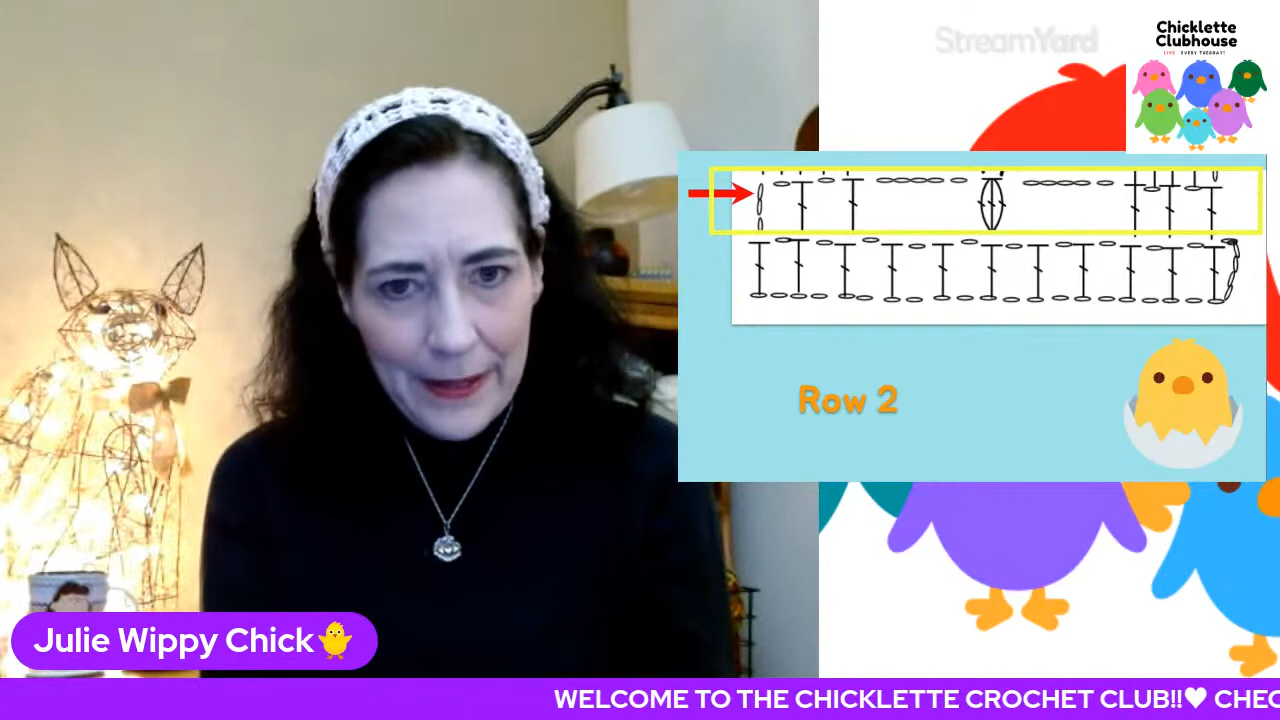 StreamYard
Chicklette
Clubhouse
LIVE EVERY TUESDAY!
Row 2
Julie Wippy Chick
WELCOME TO THE CHICKLETTE CROCHET CLUB!!♥ CHEC